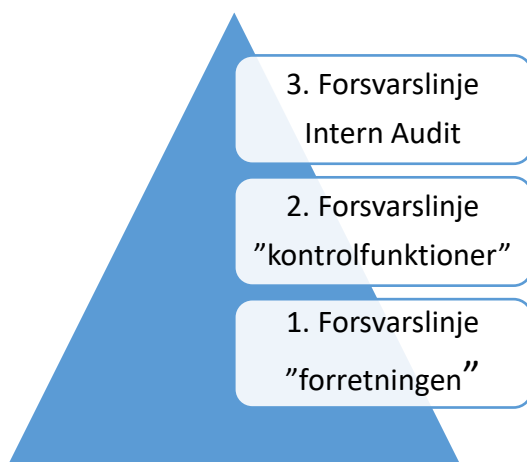 3. Forsvarslinje
Intern Audit
2. Forsvarslinje
”kontrolfunktioner”
1. Forsvarslinje
”forretningen”